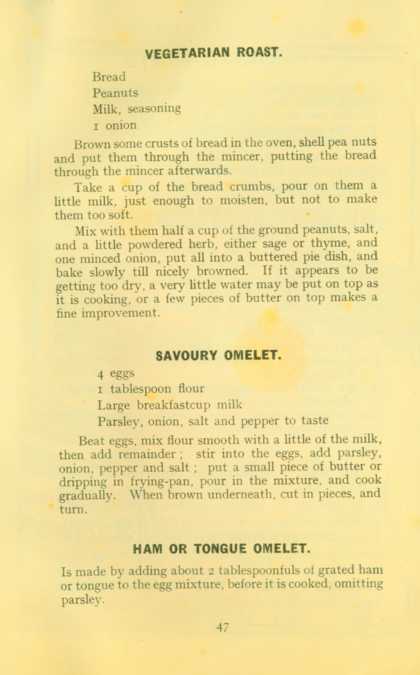 VEGETARIAN ROAST.
Bread
Peanuts
Milk, seasoning
1 onion
Brown some crusts of bread in the oven, shell pea nuts
and put them through the mincer, putting the bread
through the mincer afterwards.
Take a cup of the bread crumbs, pour on them a
little milk, just enough to moisten, but not to make
them too soft.
Mix with them half a cup of the ground peanuts, salt,
and a little powdered herb, either sage or thyme, and
one minced onion, put all into a buttered pie dish, and
bake slowly till nicely browned. If it appears to be
getting too dry, a very little water may be put on top as
it is cooking, or a few pieces of butter on top makes a
fine improvement.
SAVOURY OMELET.
4 eggs
1 tablespoon flour
Large breakfastcup milk
Parsley, onion, salt and pepper to taste
Beat eggs, mix flour smooth with a little of the milk,
then add remainder ; stir into the eggs, add parsley,
onion, pepper and salt ; put a small piece of butter or
dripping in frying-pan, pour in the mixture, and cook
gradually. When brown underneath, cut in pieces, and
turn.
HAM OR TONGUE OMELET.
Is made by adding about 2 tablespoonfuls of grated ham
or tongue to the egg mixture, before it is cooked, omitting
parsley.
47